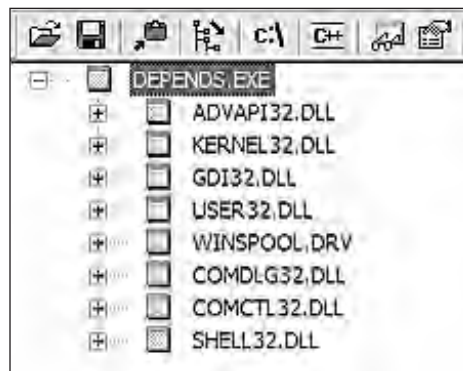 C:\ C++
DEPENDS.EXE
ADVAPI32.DLL
KERNEL32.DLL
GDI32.DLL
USER32.DLL
WINSPOOL.DRV
COMDLG32.DLL
COMCTL32.DLL
SHELL32.DLL